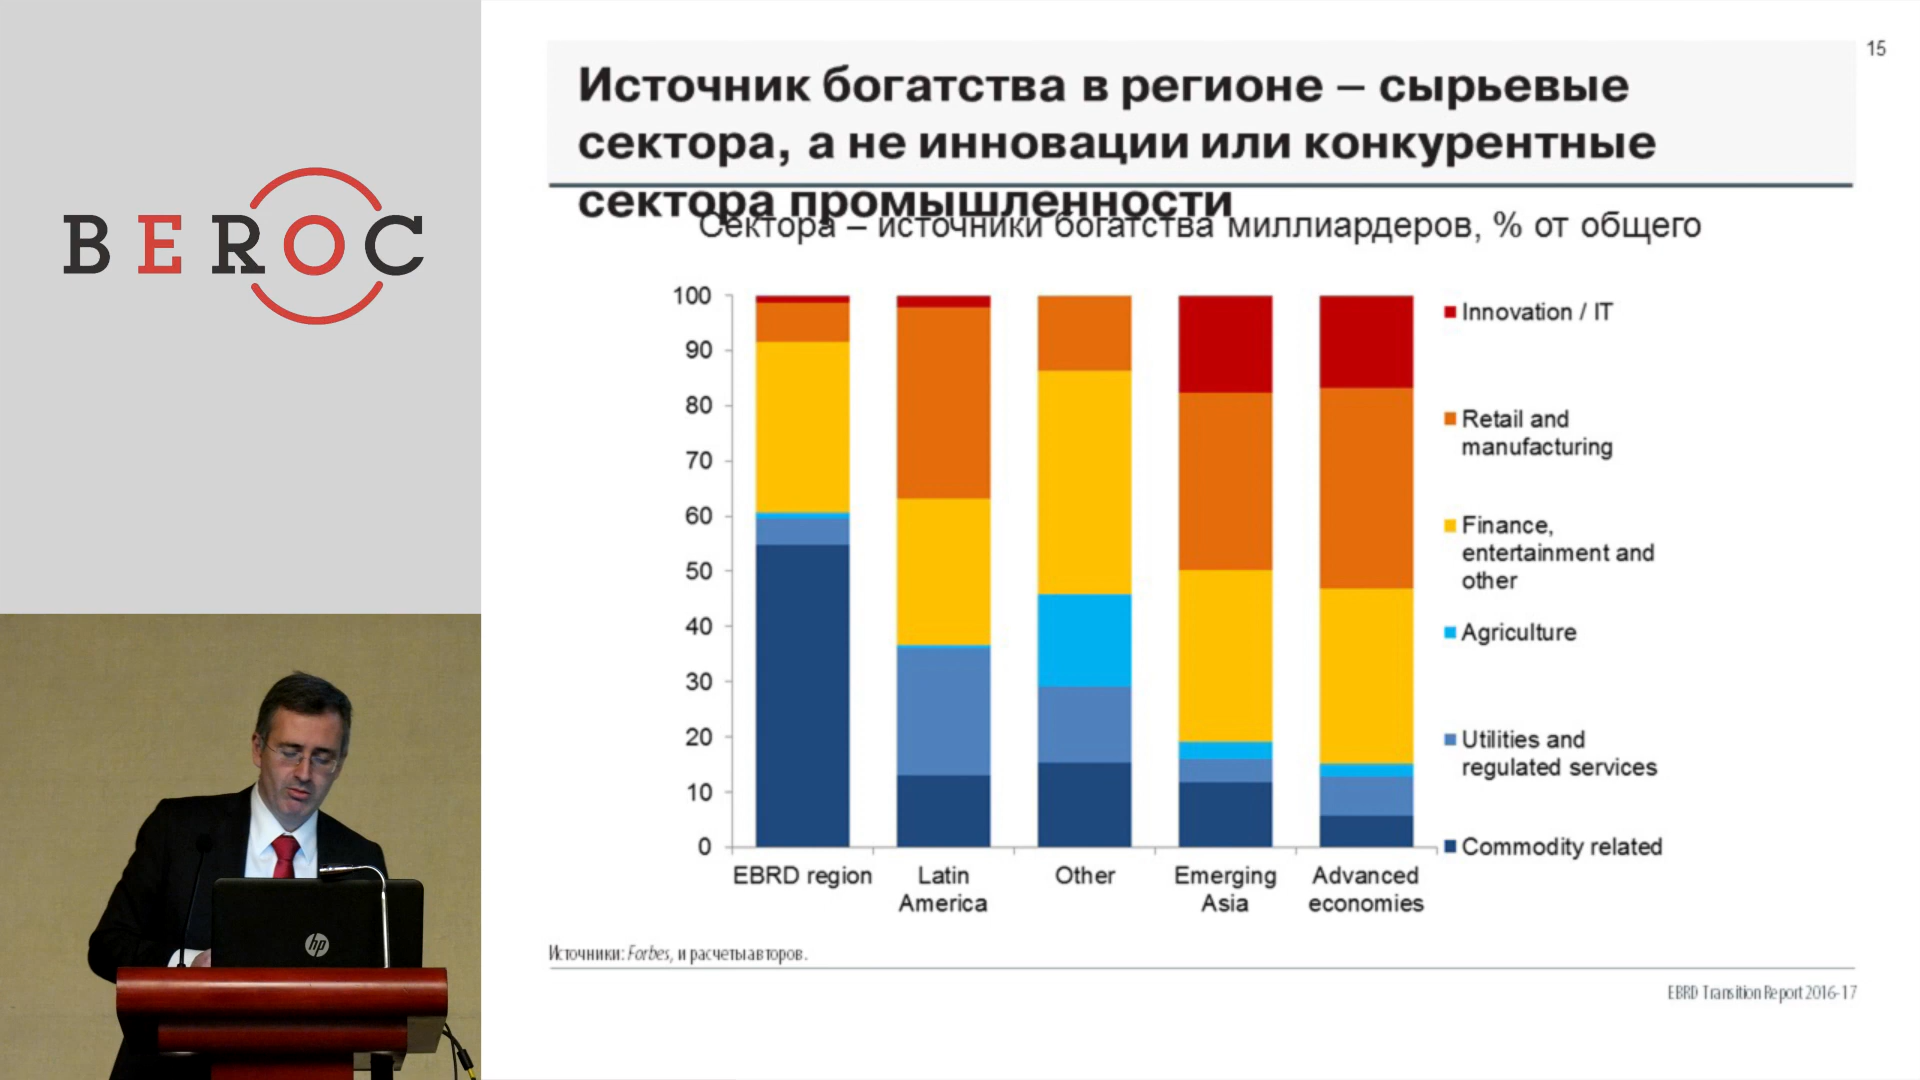 BEROC
15
Источник богатства в регионе – сырьевые
сектора, а не инновации или конкурентные
сектора промышленности
Сектора – источники богатства миллиардеров, % от общего
100
90
80
70
60
50
40
30
20
10
0
EBRD region
Latin
America
Other
Emerging
Asia
Advanced
economies
Innovation / IT
Retail and
manufacturing
Finance,
entertainment and
other
Agriculture
Utilities and
regulated services
Commodity related
Источники: Forbes, и расчеты авторов.
EBRD Transition Report 2016-17
hp